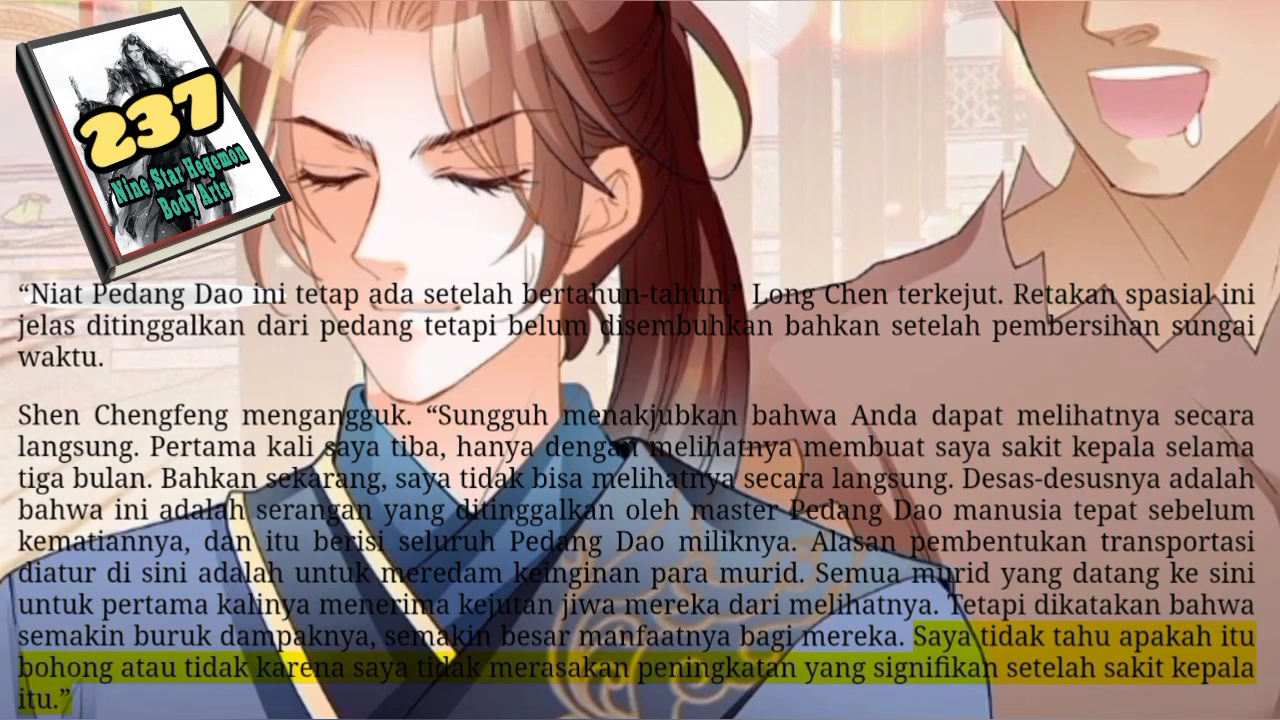 237
Nine Star Hegemon
Body Arts
“Niat Pedang Dao ini tetap ada setelah bertahun-tahun.” Long Chen terkejut. Retakan spasial ini
jelas ditinggalkan dari pedang tetapi belum disembuhkan bahkan setelah pembersihan sungai
waktu.
Shen Chengfeng mengangguk. “Sungguh menakjubkan bahwa Anda dapat melihatnya secara
langsung. Pertama kali saya tiba, hanya dengan melihatnya membuat saya sakit kepala selama
tiga bulan. Bahkan sekarang, saya tidak bisa melihatnya secara langsung. Desas-desusnya adalah
bahwa ini adalah serangan yang ditinggalkan oleh master Pedang Dao manusia tepat sebelum
kematiannya, dan itu berisi seluruh Pedang Dao miliknya. Alasan pembentukan transportasi
diatur di sini adalah untuk meredam keinginan para murid. Semua murid yang datang ke sini
untuk pertama kalinya menerima kejutan jiwa mereka dari melihatnya. Tetapi dikatakan bahwa
semakin buruk dampaknya, semakin besar manfaatnya bagi mereka. Saya tidak tahu apakah itu
bohong atau tidak karena saya tidak merasakan peningkatan yang signifikan setelah sakit kepala
itu.”